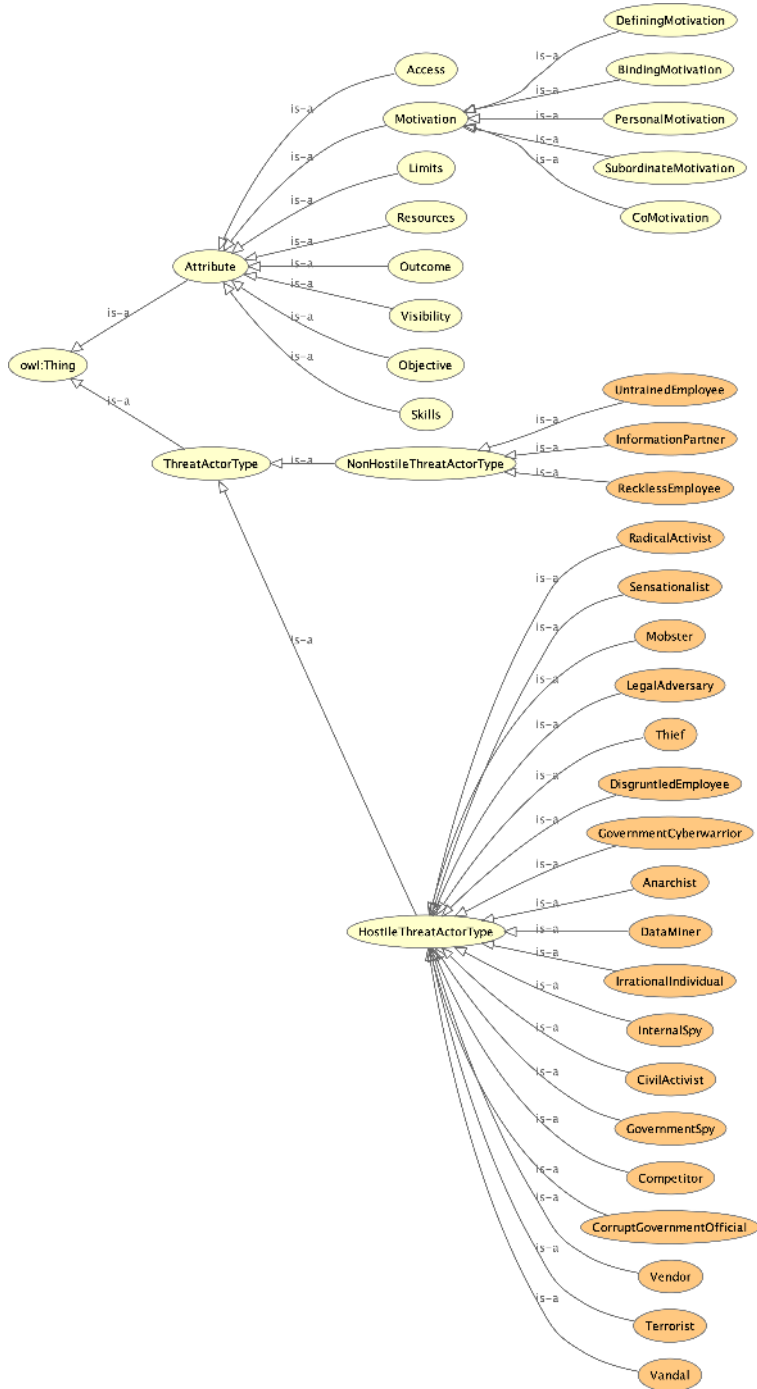 DefiningMotivation
is-a
Access
BindingMotivation
is-a
is-a
Motivation
PersonalMotivation
is-a
is-a
is-a
Limits
SubordinateMotivation
is-a
Resources
CoMotivation
is-a
Attribute
is-a
Outcome
is-a
Visibility
is-a
is-a
owl:Thing
Objective
is-a
UntrainedEmployee
is-a
Skills
is-a
InformationPartner
is-a
ThreatActorType
is-a
NonHostileThreatActorType
is-a
RecklessEmployee
RadicalActivist
is-a
Sensationalist
is-a
is-a
Mobster
is-a
LegalAdversary
is-a
Thief
is-a
DisgruntledEmployee
is-a
GovernmentCyberwarrior
is-a
Anarchist
is-a
HostileThreatActorType
is-a
DataMiner
is-a
IrrationalIndividual
is-a
InternalSpy
is-a
CivilActivist
is-a
GovernmentSpy
is-a
Competitor
is-a
CorruptGovernmentOfficial
is-a
is-a
Vendor
is-a
Terrorist
Vandal